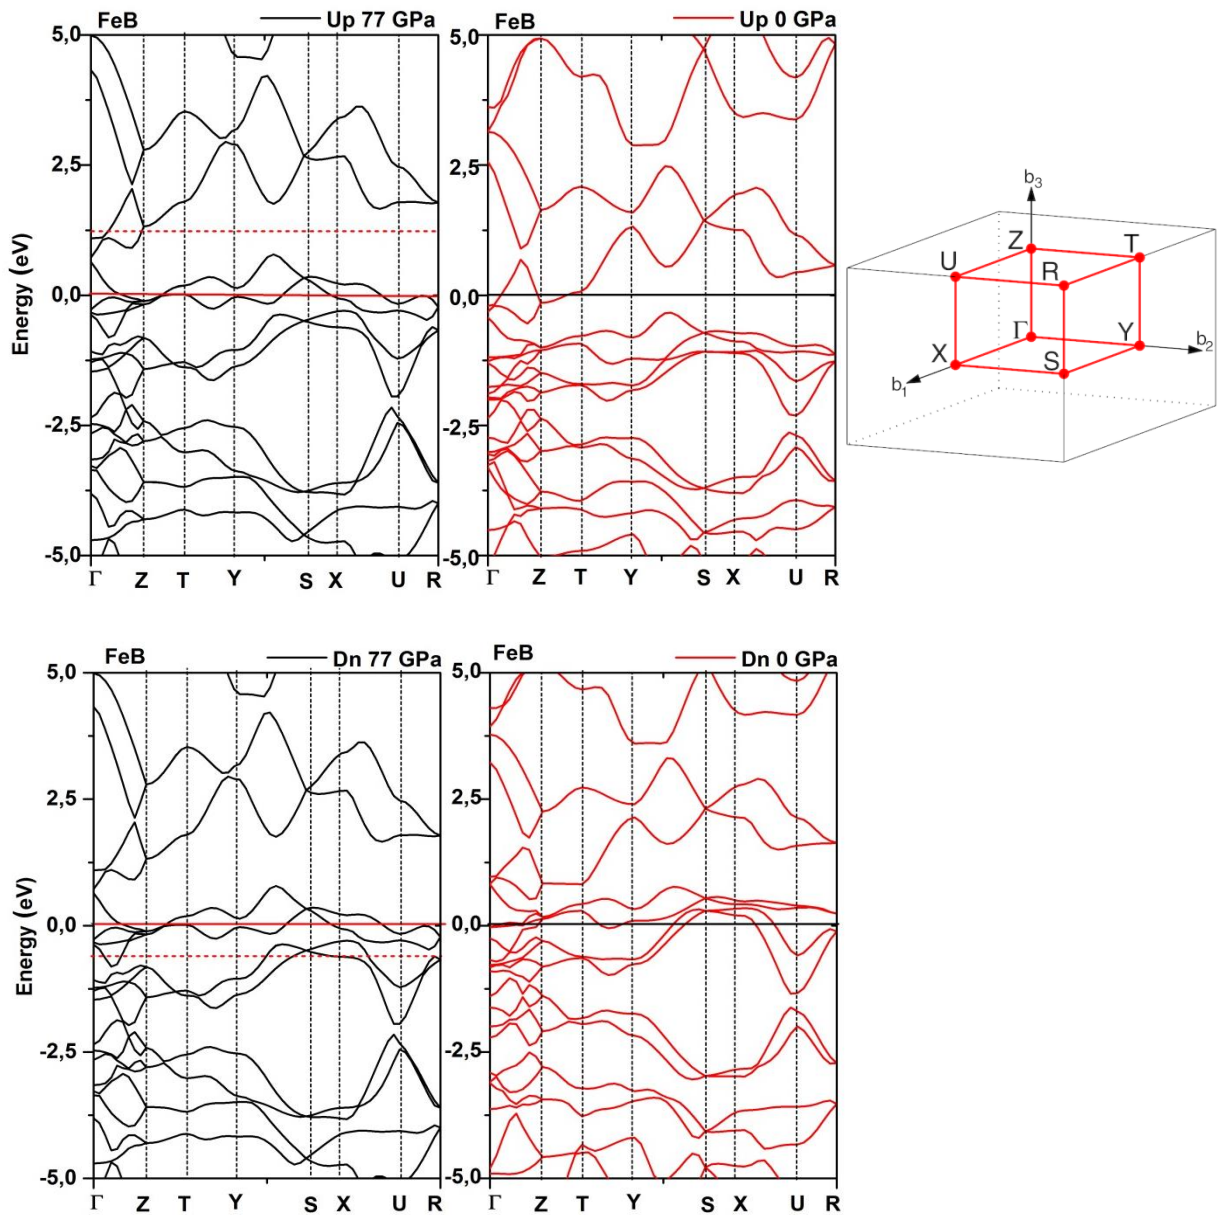 FeB
Up 77 GPa
FeB
Up 0 GPa
5,0
2,5
0,0
-2,5
-5,0
Energy (eV)
Γ Z T Y S X U R
5,0
2,5
0,0
-2,5
-5,0
Γ Z T Y S X U R
b3
Z
T
U
R
Γ
Y
b2
X
S
b1
FeB
Dn 77 GPa
FeB
Dn 0 GPa
5.0
2.5
0.0
-2.5
-5,0
Energy (eV)
Γ Z T Y S X U R
5,0
2.5
0.0
-2.5
-5,0
Γ Z T Y S X U R